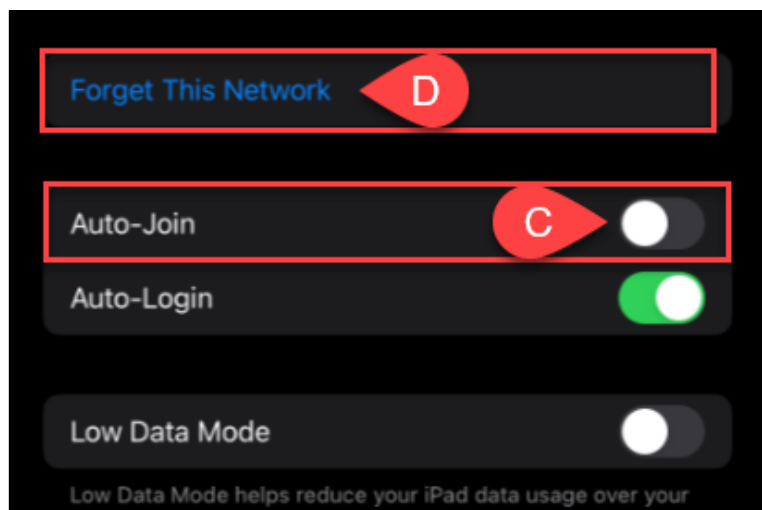 Forget This Network D
Auto-Join C
Auto-Login
Low Data Mode
Low Data Mode helps reduce your iPad data usage over your